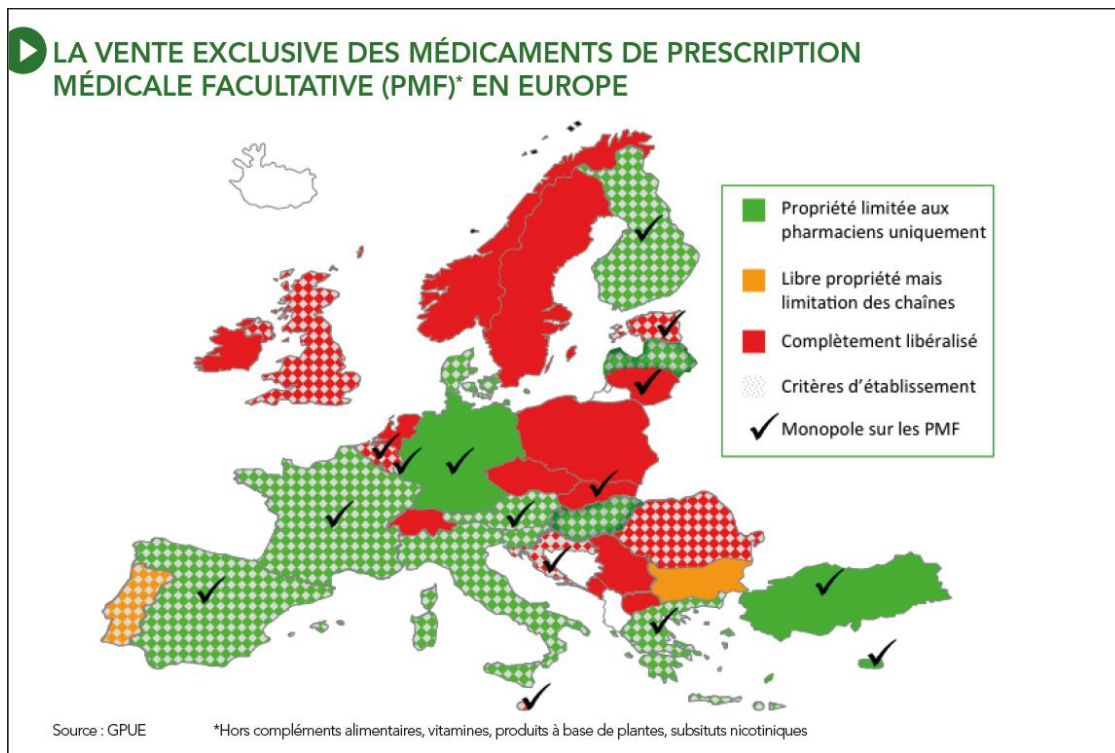 LA VENTE EXCLUSIVE DES MÉDICAMENTS DE PRESCRIPTION
MÉDICALE FACULTATIVE (PMF)* EN EUROPE
Propriété limitée aux
pharmaciens uniquement
Libre propriété mais
limitation des chaînes
Complètement libéralisé
Critères d'établissement
Monopole sur les PMF
Source : GPUE
*Hors compléments alimentaires, vitamines, produits à base de plantes, subsituts nicotiniques